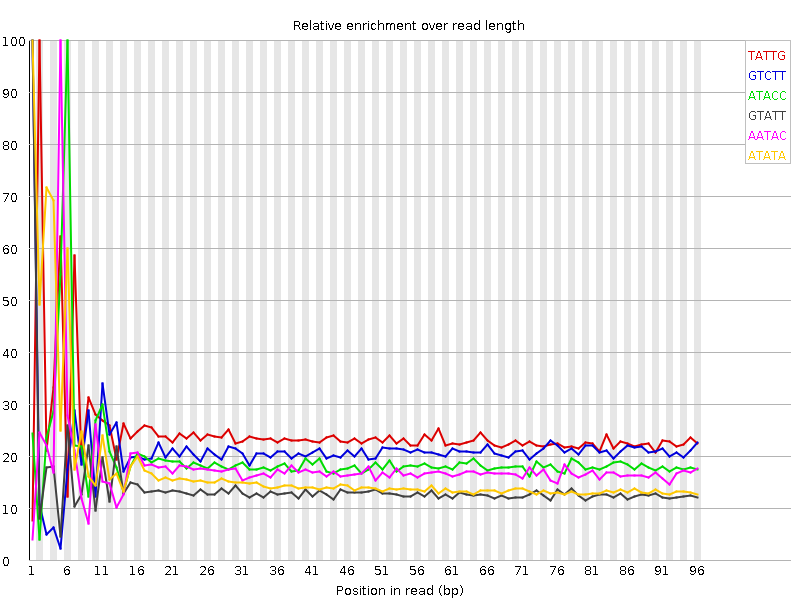 Relative enrichment over read length
100
90
80
70
60
50
40
30
20
10
0
TATTG
GTCTT
ATACC
GTATT
AATAC
ATATA
1 6 11 16 21 26 31 36 41 46 51 56 61 66 71 76 81 86 91 96
Position in read (bp)